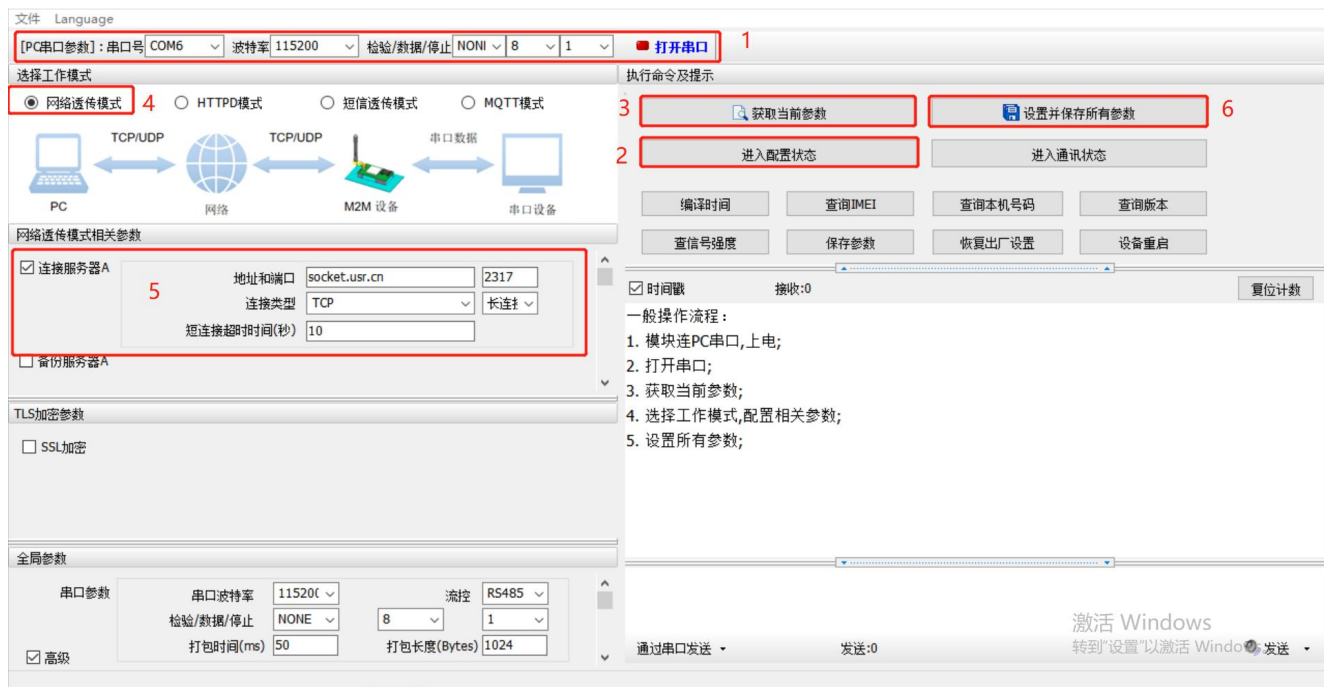 文件 Language
[PC串口参数]：串口号 COM6 波特率 115200 检验/数据/停止 NONI 8 1 打开串口 1
选择工作模式
网络透传模式 4 HTTPD模式 短信透传模式 MQTT模式
TCP/UDP TCP/UDP 串口数据
PC 网络 M2M 设备 串口设备
网络透传模式相关参数
连接服务器A
5
地址和端口 socket.usr.cn 2317
连接类型 TCP 长连接
短连接超时时间(秒) 10
备份服务器A
TLS加密参数
SSL加密
全局参数
串口参数
串口波特率 115200 流控 RS485
检验/数据/停止 NONE 8 1
打包时间(ms) 50 打包长度(Bytes) 1024
高级
执行命令及提示
3 获取当前参数 设置并保存所有参数 6
2 进入配置状态 进入通讯状态
编译时间 查询IMEI 查询本机号码 查询版本
查信号强度 保存参数 恢复出厂设置 设备重启
时间戳 接收:0 复位计数
一般操作流程：
1. 模块连PC串口,上电;
2. 打开串口;
3. 获取当前参数;
4. 选择工作模式,配置相关参数;
5. 设置所有参数;
激活 Windows
转到"设置"以激活 Windo
通过串口发送 发送:0 发送